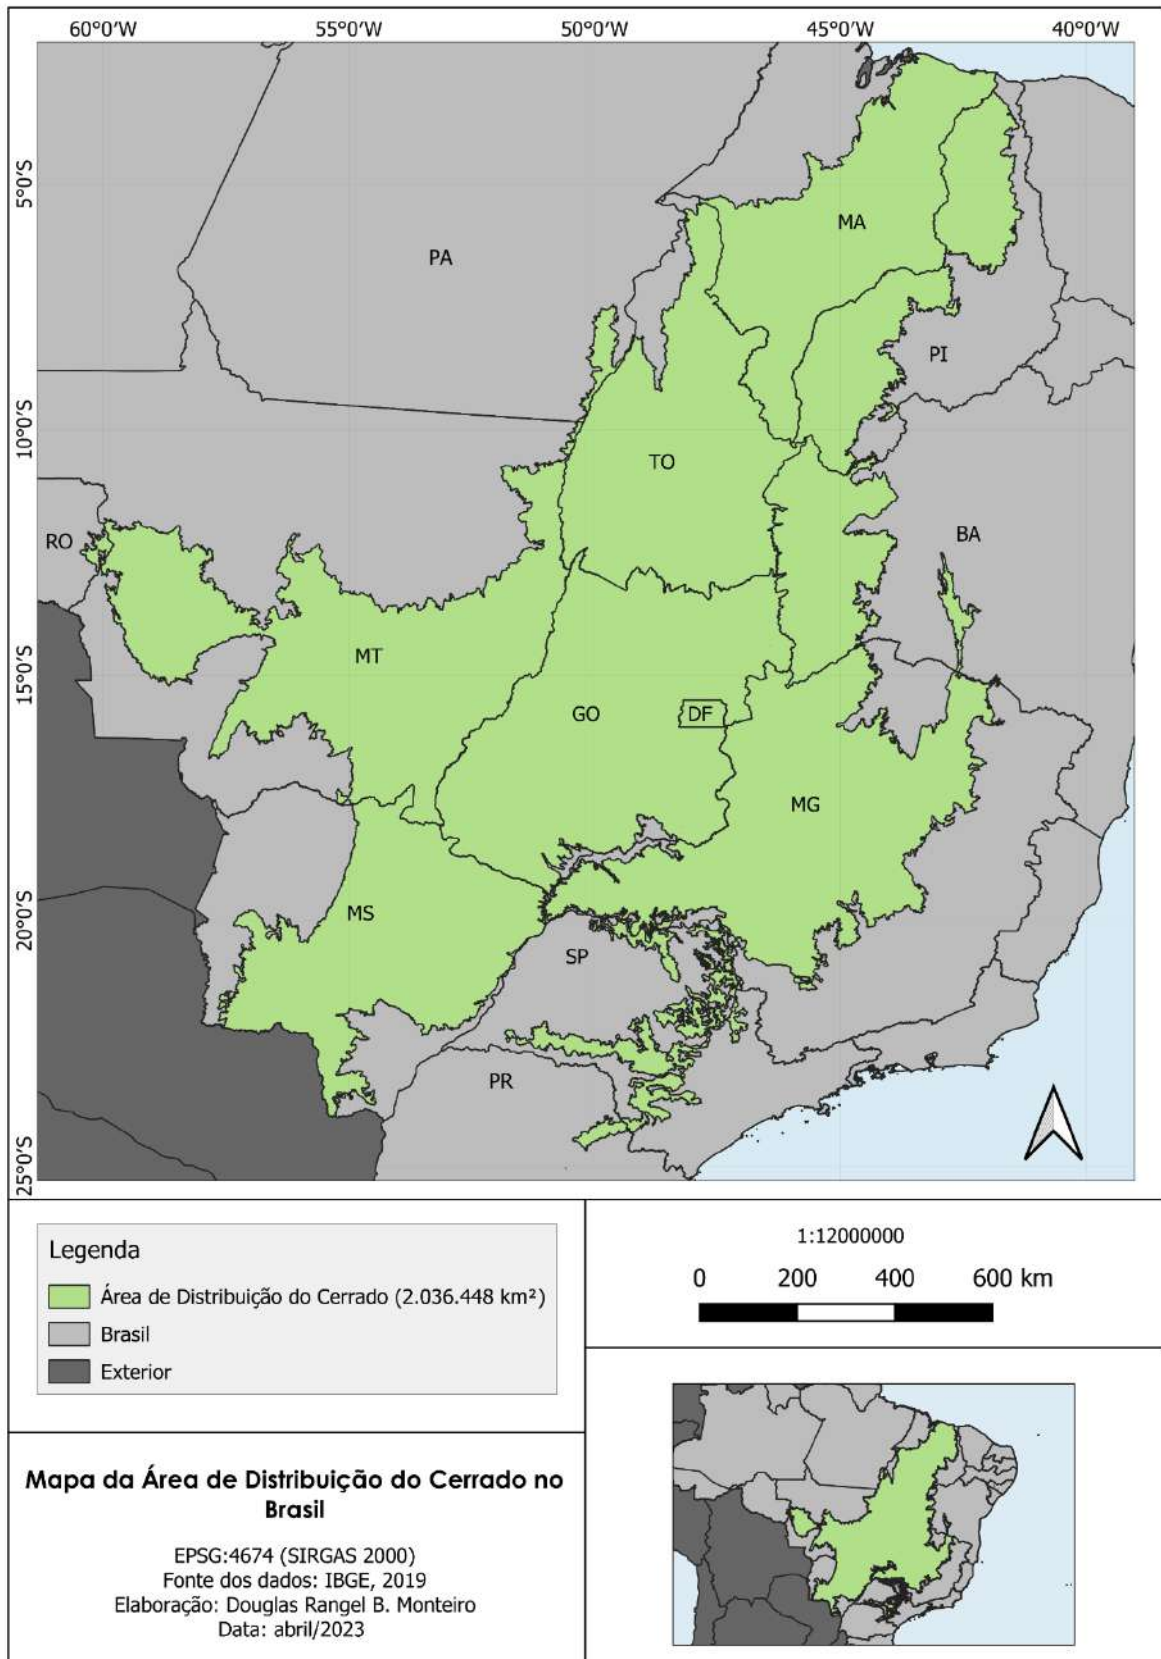 60°0'W 55°0'W 50°0'W 45°0'W 40°0'W
5°0'S
10°0'S
15°0'S
20°0'S
25°0'S
MA
PA
PI
TO
RO
BA
MT
GO
DF
MG
MS
SP
PR
Legenda
Área de Distribuição do Cerrado (2.036.448 km²)
Brasil
Exterior
1:12000000
0 200 400 600 km
Mapa da Área de Distribuição do Cerrado no
Brasil
EPSG:4674 (SIRGAS 2000)
Fonte dos dados: IBGE, 2019
Elaboração: Douglas Rangel B. Monteiro
Data: abril/2023